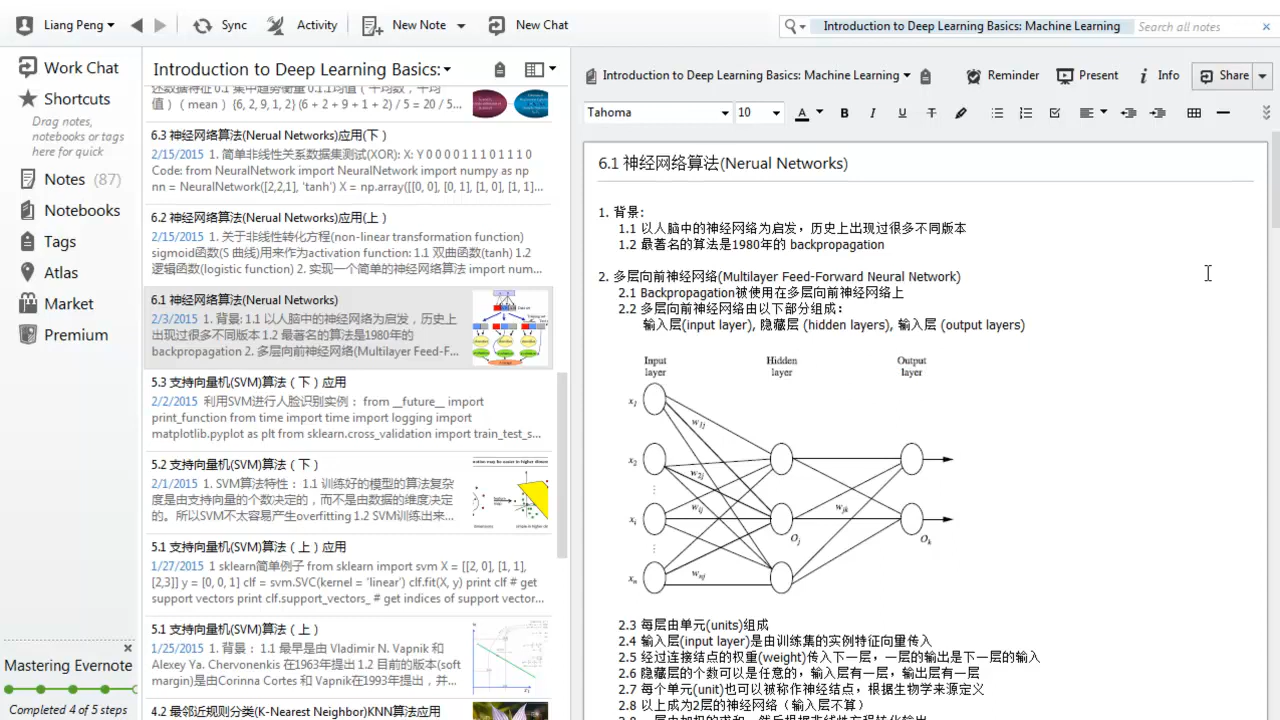 Liang Peng
Sync
Activity
New Note
New Chat
Introduction to Deep Learning Basics: Machine Learning
Search all notes
Work Chat
Shortcuts
Drag notes,
notebooks or tags
here for quick
Notes (87)
Notebooks
Tags
Atlas
Market
Premium
Mastering Evernote
Completed 4 of 5 steps
Introduction to Deep Learning Basics:
均值（平均数，平均
值）（mean） {6, 2, 9, 1, 2} (6 + 2 + 9 + 1 + 2) / 5 = 20 / 5...
6.3 神经网络算法(Nerual Networks)应用(下）
2/15/2015 1. 简单非线性关系数据集测试(XOR): X: Y 0 0 0 0 1 1 1 0 1 1 1 0
Code: from NeuralNetwork import NeuralNetwork import numpy as np
nn = NeuralNetwork([2,2,1], 'tanh') X = np.array([[0, 0], [0, 1], [1, 0], [1, 1]...
6.2 神经网络算法(Nerual Networks)应用(上）
2/15/2015 1. 关于非线性转化方程(non-linear transformation function)
sigmoid函数(S 曲线)用来作为activation function: 1.1 双曲函数(tanh) 1.2
逻辑函数(logistic function) 2. 实现一个简单的神经网络算法 import num...
6.1 神经网络算法(Nerual Networks)
2/3/2015 1. 背景: 1.1 以人脑中的神经网络为启发，历史上
出现过很多不同版本 1.2 最著名的算法是1980年的
backpropagation 2. 多层向前神经网络(Multilayer Feed-F...
5.3 支持向量机(SVM)算法（下）应用
2/2/2015 利用SVM进行人脸识别实例： from __future__ import
print_function from time import time import logging import
matplotlib.pyplot as plt from sklearn.cross_validation import train_test_s...
5.2 支持向量机(SVM)算法（下）
2/1/2015 1. SVM算法特性： 1.1 训练好的模型的算法复杂
度是由支持向量的个数决定的，而不是由数据的维度决定
的。所以SVM不太容易产生overfitting 1.2 SVM训练出来...
5.1 支持向量机(SVM)算法（上）应用
1/27/2015 1 sklearn简单例子 from sklearn import svm X = [[2, 0], [1, 1],
[2,3]] y = [0, 0, 1] clf = svm.SVC(kernel = 'linear') clf.fit(X, y) print clf # get
support vectors print clf.support_vectors_ # get indices of support vector...
5.1 支持向量机(SVM)算法（上）
1/25/2015 1. 背景： 1.1 最早是由 Vladimir N. Vapnik 和
Alexey Ya. Chervonenkis 在1963年提出 1.2 目前的版本(soft
margin)是由Corinna Cortes 和 Vapnik在1993年提出，并...
4.2 最邻近规则分类(K-Nearest Neighbor)KNN算法应用
Introduction to Deep Learning Basics: Machine Learning
Reminder
Present
Info
Share
Tahoma
10
6.1 神经网络算法(Nerual Networks)
1. 背景:
1.1 以人脑中的神经网络为启发，历史上出现过很多不同版本
1.2 最著名的算法是1980年的 backpropagation
2. 多层向前神经网络(Multilayer Feed-Forward Neural Network)
2.1 Backpropagation被使用在多层向前神经网络上
2.2 多层向前神经网络由以下部分组成：
输入层(input layer), 隐藏层 (hidden layers), 输入层 (output layers)
Input
layer
Hidden
layer
Output
layer
x1
x2
xi
xn
w1j
w2j
wij
wnj
wjk
Oj
Ok
2.3 每层由单元(units)组成
2.4 输入层(input layer)是由训练集的实例特征向量传入
2.5 经过连接结点的权重(weight)传入下一层，一层的输出是下一层的输入
2.6 隐藏层的个数可以是任意的，输入层有一层，输出层有一层
2.7 每个单元(unit)也可以被称作神经结点，根据生物学来源定义
2.8 以上成为2层的神经网络（输入层不算）